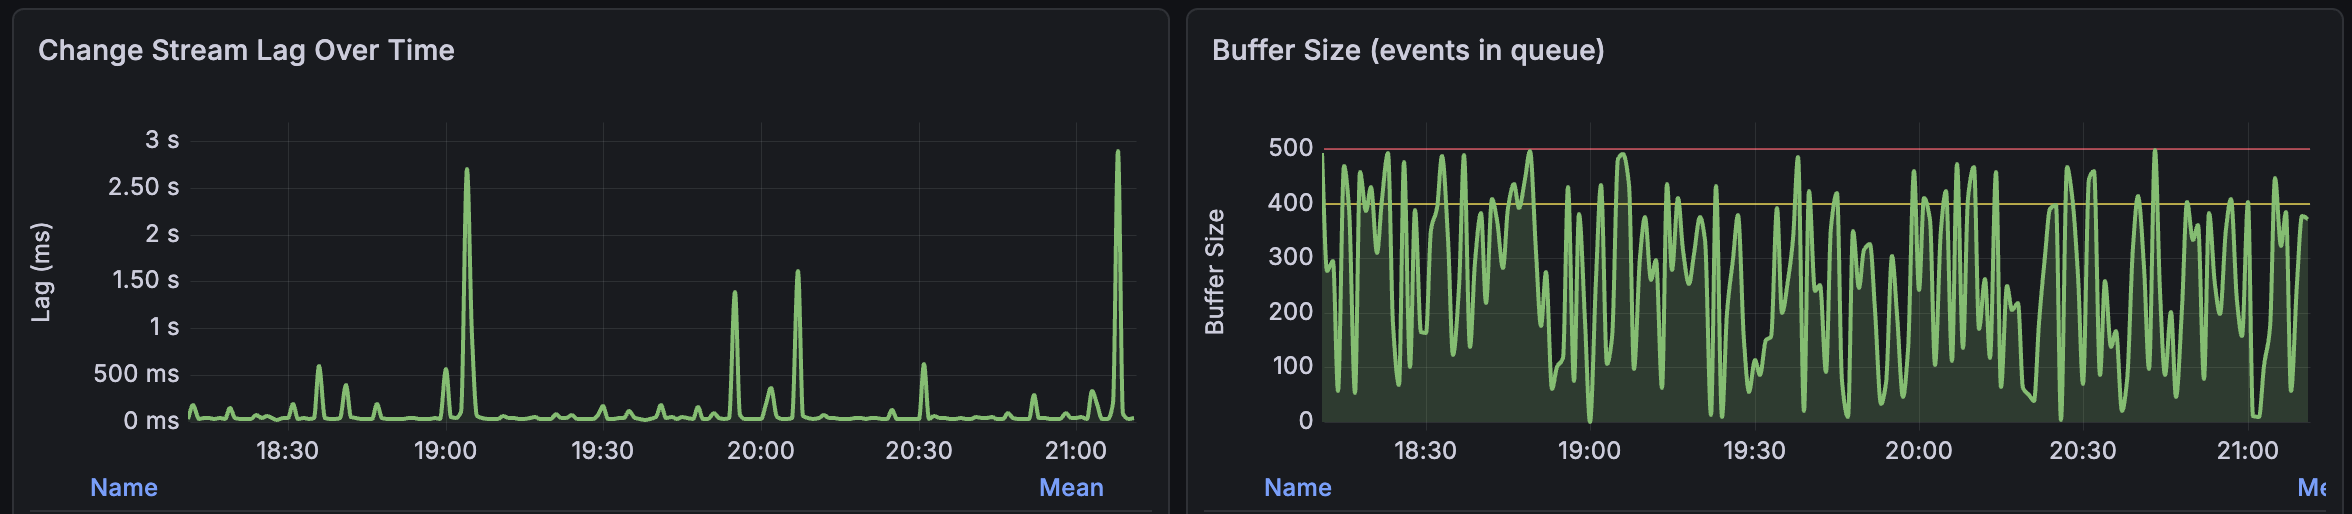 Change Stream Lag Over Time
Lag (ms)
3 s
2.50 s
2 s
1.50 s
1 s
500 ms
0 ms
18:30 19:00 19:30 20:00 20:30 21:00
Name Mean
Buffer Size (events in queue)
Buffer Size
500
400
300
200
100
0
18:30 19:00 19:30 20:00 20:30 21:00
Name